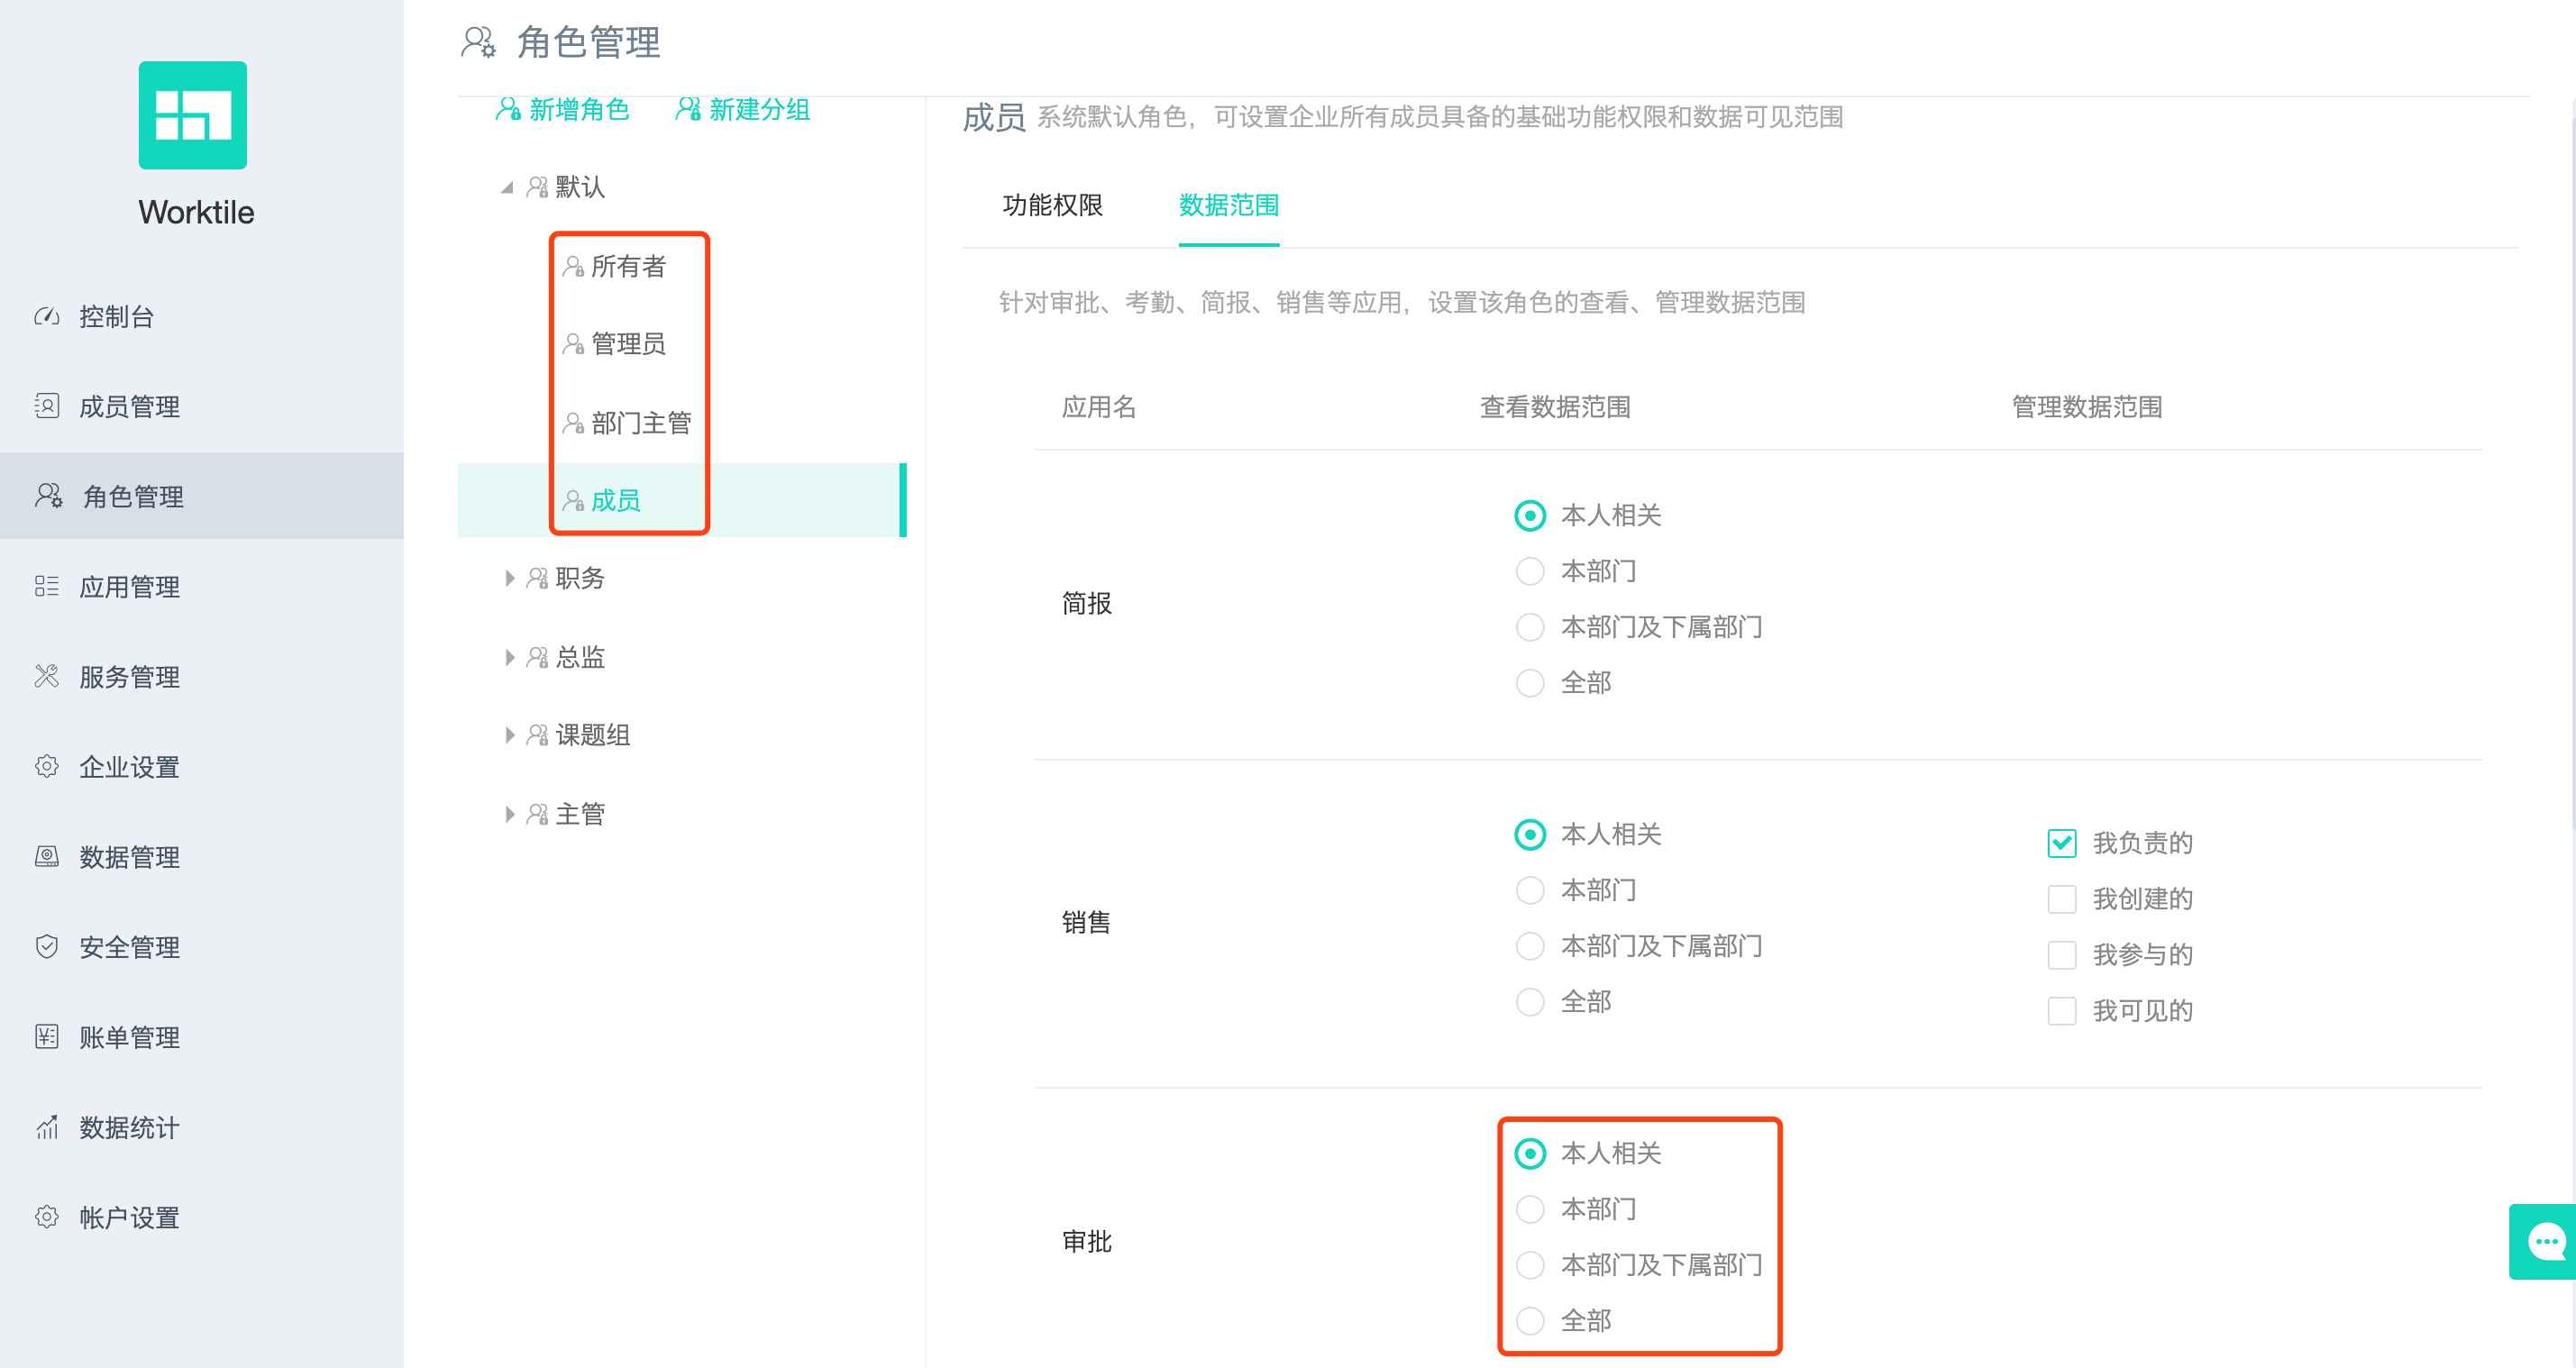 Worktile
控制台
成员管理
角色管理
应用管理
服务管理
企业设置
数据管理
安全管理
账单管理
数据统计
帐户设置
角色管理
新增角色 新建分组
默认
所有者
管理员
部门主管
成员
职务
总监
课题组
主管
成员 系统默认角色，可设置企业所有成员具备的基础功能权限和数据可见范围
功能权限 数据范围
针对审批、考勤、简报、销售等应用，设置该角色的查看、管理数据范围
应用名 查看数据范围 管理数据范围
简报
本人相关
本部门
本部门及下属部门
全部
销售
本人相关
本部门
本部门及下属部门
全部
我负责的
我创建的
我参与的
我可见的
审批
本人相关
本部门
本部门及下属部门
全部